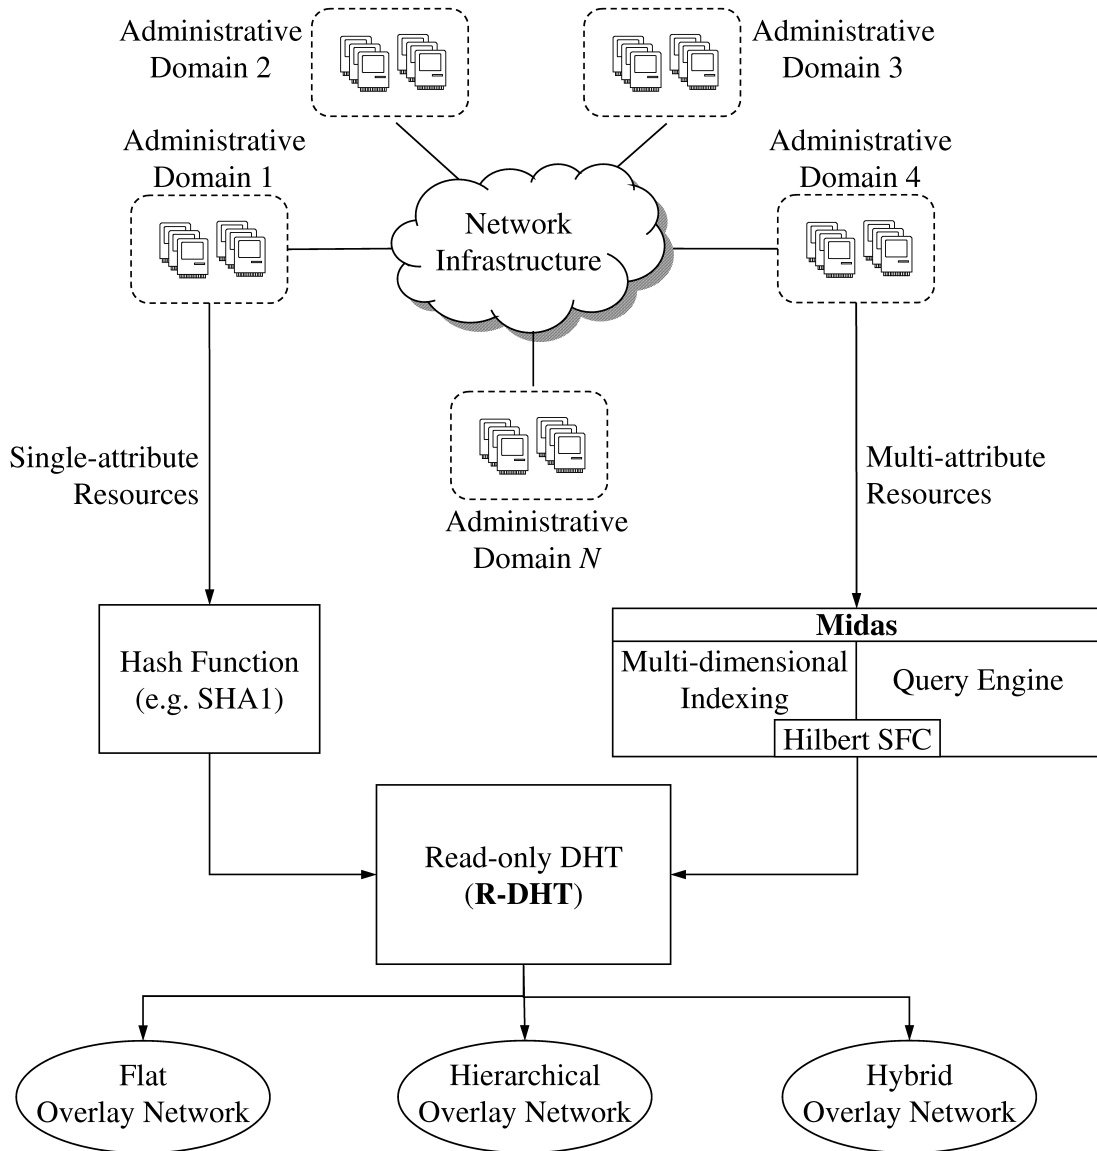 Administrative
Domain 2
Administrative
Domain 3
Administrative
Domain 1
Administrative
Domain 4
Network
Infrastructure
Single-attribute
Resources
Multi-attribute
Resources
Administrative
Domain N
Hash Function
(e.g. SHA1)
Midas
Multi-dimensional
Indexing
Query Engine
Hilbert SFC
Read-only DHT
(R-DHT)
Flat
Overlay Network
Hierarchical
Overlay Network
Hybrid
Overlay Network